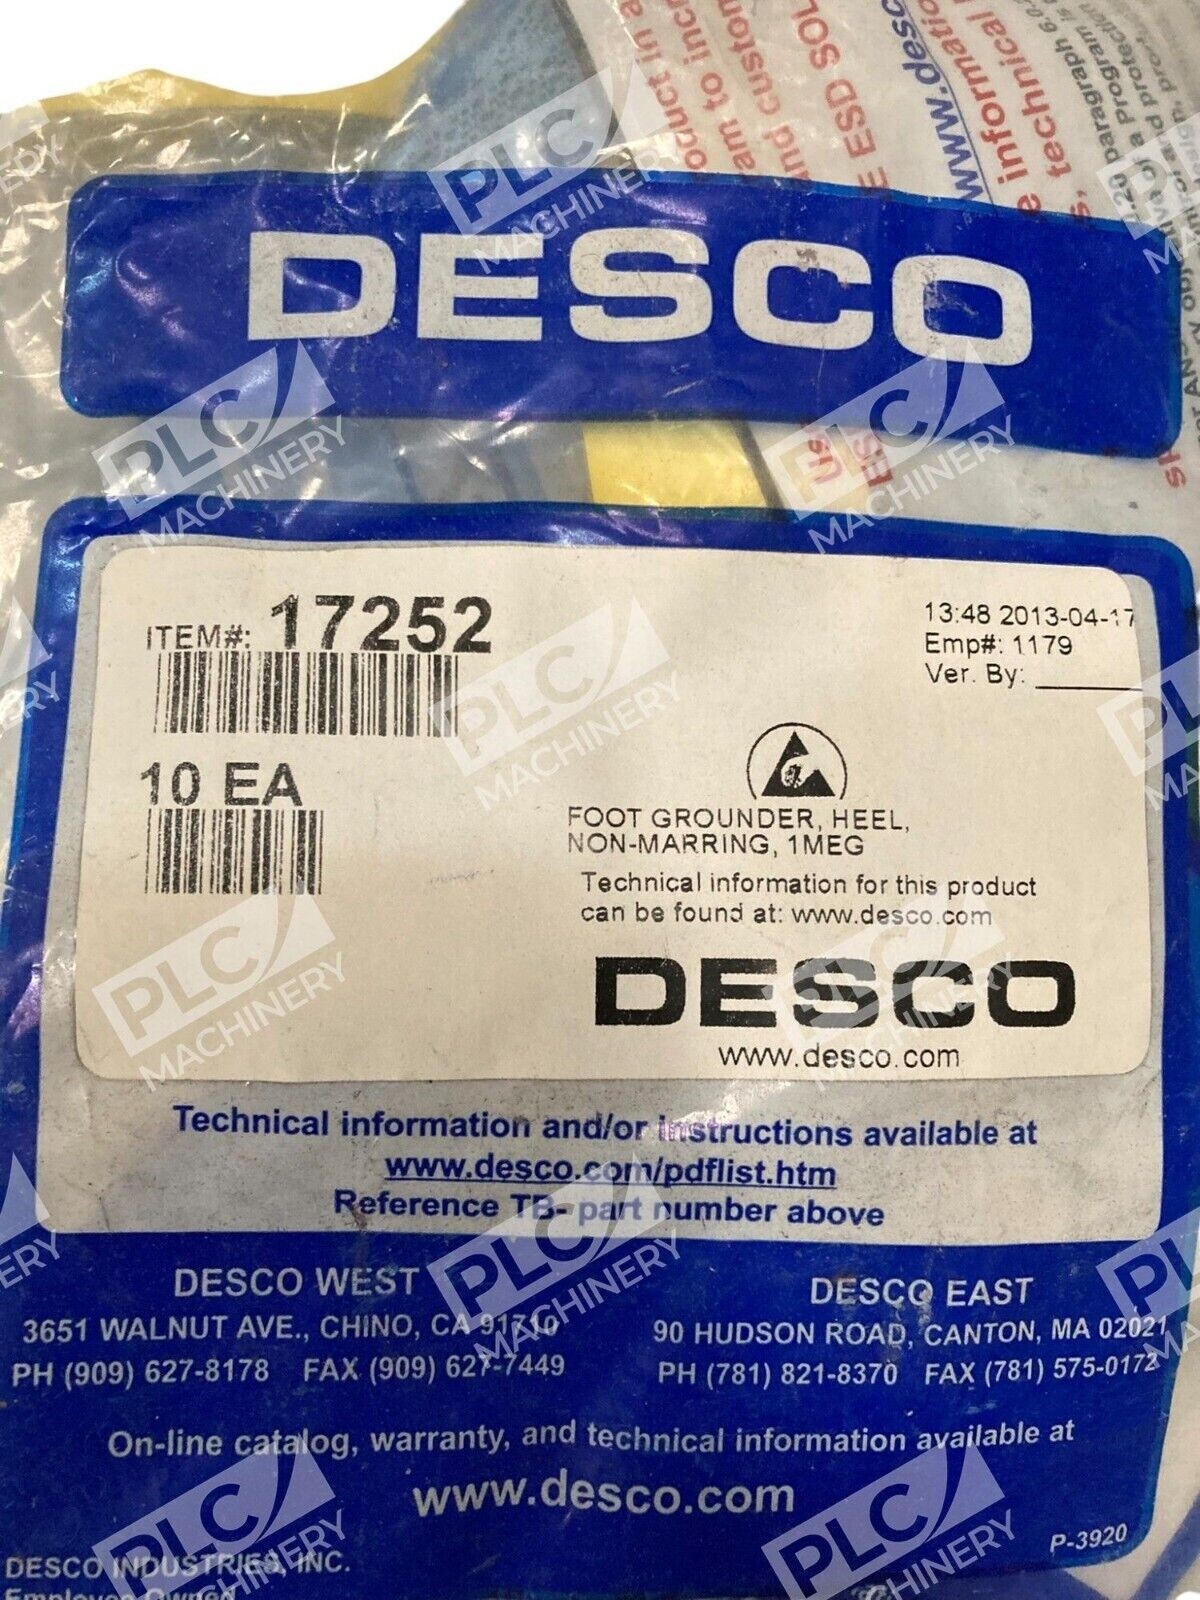 DESCO
ITEM#: 17252
13:48 2013-04-17
Emp#: 1179
Ver. By:
10 EA
FOOT GROUNDER, HEEL,
NON-MARRING, 1MEG
Technical information for this product
can be found at: www.desco.com
DESCO
www.desco.com
Technical information and/or instructions available at
www.desco.com/pdflist.htm
Reference TB- part number above
DESCO WEST
3651 WALNUT AVE., CHINO, CA 91710
PH (909) 627-8178 FAX (909) 627-7449
DESCO EAST
90 HUDSON ROAD, CANTON, MA 02021
PH (781) 821-8370 FAX (781) 575-0172
On-line catalog, warranty, and technical information available at
www.desco.com
P-3920
DESCO INDUSTRIES, INC.
Employee Owned
PLC MACHINERY